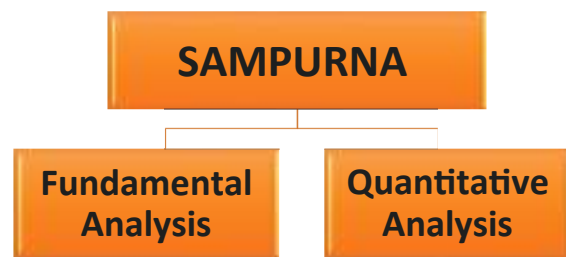 SAMPURNA
Fundamental
Analysis
Quantitative
Analysis